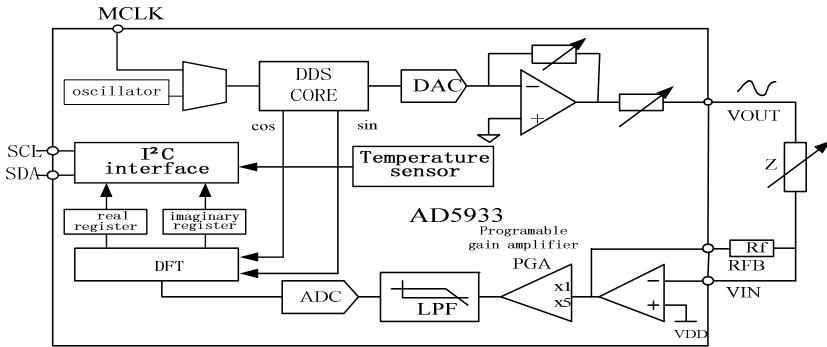 MCLK
oscillator
DDS
CORE
DAC
−
+
VOUT
cos
sin
SCL
SDA
I²C
interface
Temperature
sensor
Z
real
register
imaginary
register
AD5933
Programable
gain amplifier
PGA
Rf
RFB
DFT
x1
x5
−
+
VIN
ADC
LPF
VDD